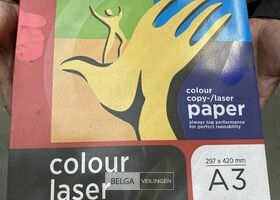 colour
copy-/laser
paper
always top performance
for perfect runnability
297 x 420 mm
A3
colour
laser
BELGA VEILINGEN